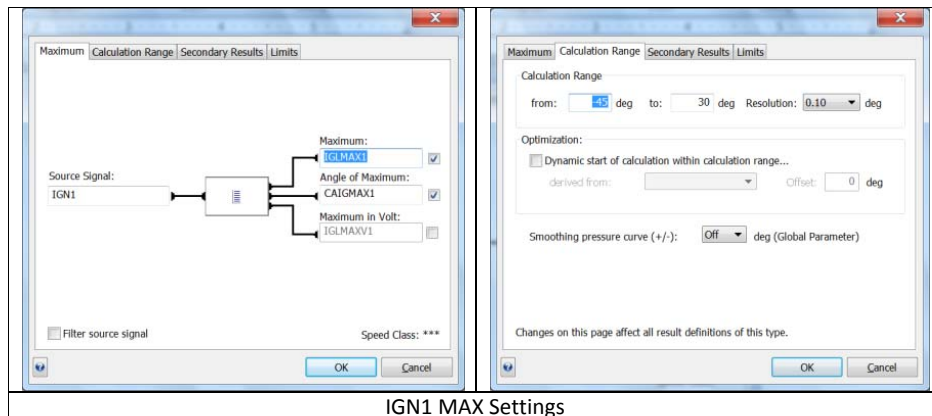 Maximum Calculation Range Secondary Results Limits
Maximum:
IGLMAX1
Source Signal:
Angle of Maximum:
IGN1
CAIGMAX1
Maximum in Volt:
IGLMAXV1
Filter source signal
Speed Class: ***
OK Cancel
Maximum Calculation Range Secondary Results Limits
Calculation Range
from: -45 deg to: 30 deg Resolution: 0.10 deg
Optimization:
Dynamic start of calculation within calculation range...
derived from: Offset: 0 deg
Smoothing pressure curve (+/-): Off deg (Global Parameter)
Changes on this page affect all result definitions of this type.
OK Cancel
IGN1 MAX Settings